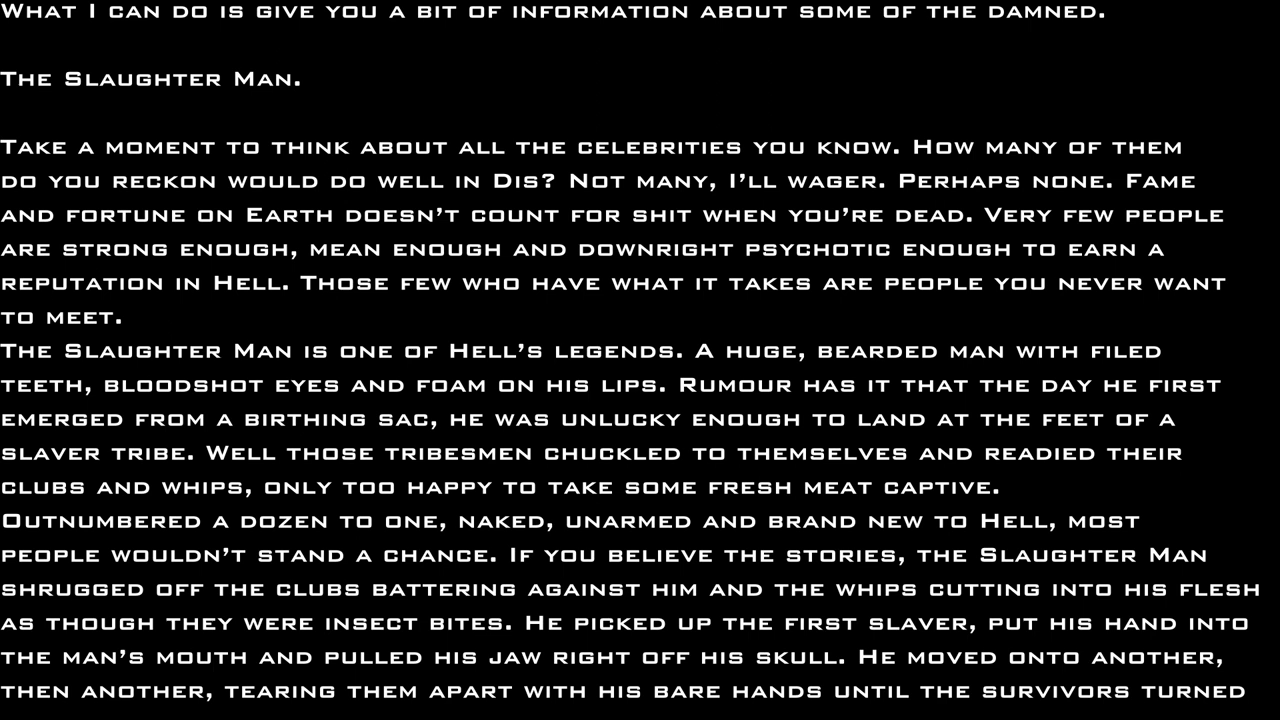 What I can do is give you a bit of information about some of the damned.
The Slaughter Man.
Take a moment to think about all the celebrities you know. How many of them
do you reckon would do well in Dis? Not many, I'll wager. Perhaps none. Fame
and fortune on Earth doesn't count for shit when you're dead. Very few people
are strong enough, mean enough and downright psychotic enough to earn a
reputation in Hell. Those few who have what it takes are people you never want
to meet.
The Slaughter Man is one of Hell's legends. A huge, bearded man with filed
teeth, bloodshot eyes and foam on his lips. Rumour has it that the day he first
emerged from a birthing sac, he was unlucky enough to land at the feet of a
slaver tribe. Well those tribesmen chuckled to themselves and readied their
clubs and whips, only too happy to take some fresh meat captive.
Outnumbered a dozen to one, naked, unarmed and brand new to Hell, most
people wouldn't stand a chance. If you believe the stories, the Slaughter Man
shrugged off the clubs battering against him and the whips cutting into his flesh
as though they were insect bites. He picked up the first slaver, put his hand into
the man's mouth and pulled his jaw right off his skull. He moved onto another,
then another, tearing them apart with his bare hands until the survivors turned